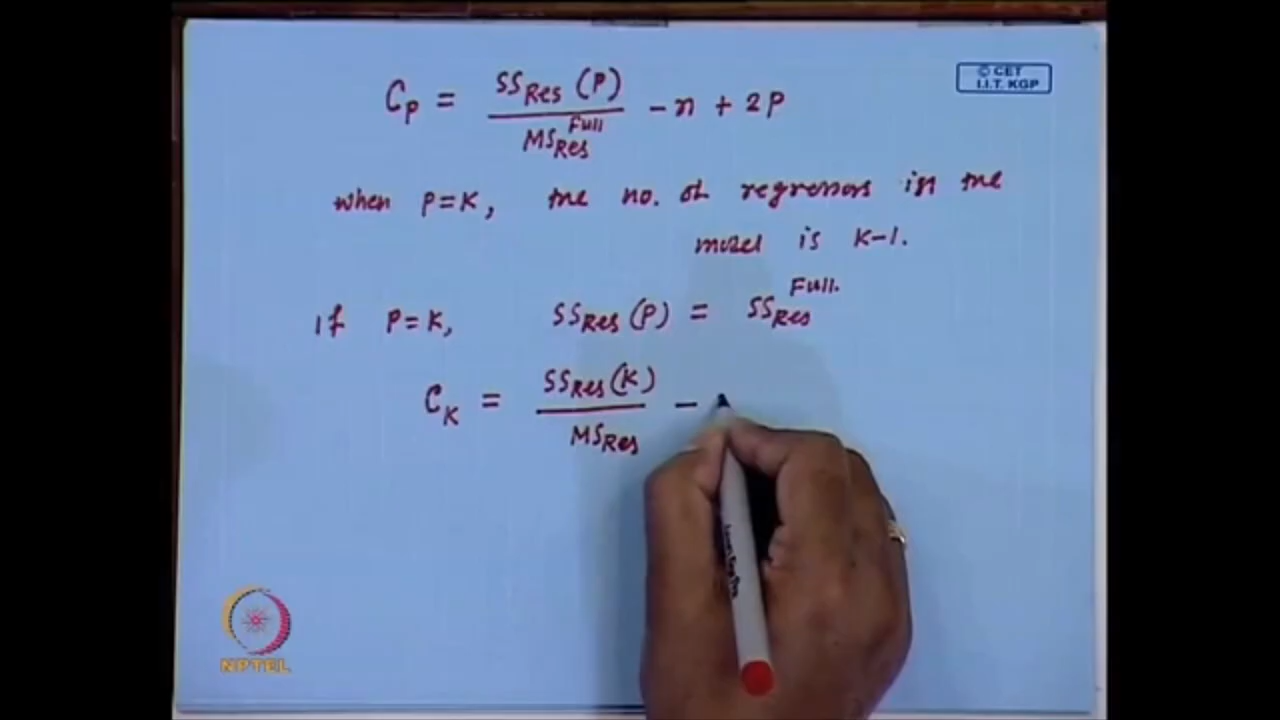 © CET
I.I.T. KGP
C_P = SS_Res (P) / MS_Res^Full - n + 2P
when P=K, the no. of regressors in the
model is K-1.
If P=K, SS_Res (P) = SS_Res^Full.
C_K = SS_Res (K) / MS_Res -
NPTEL